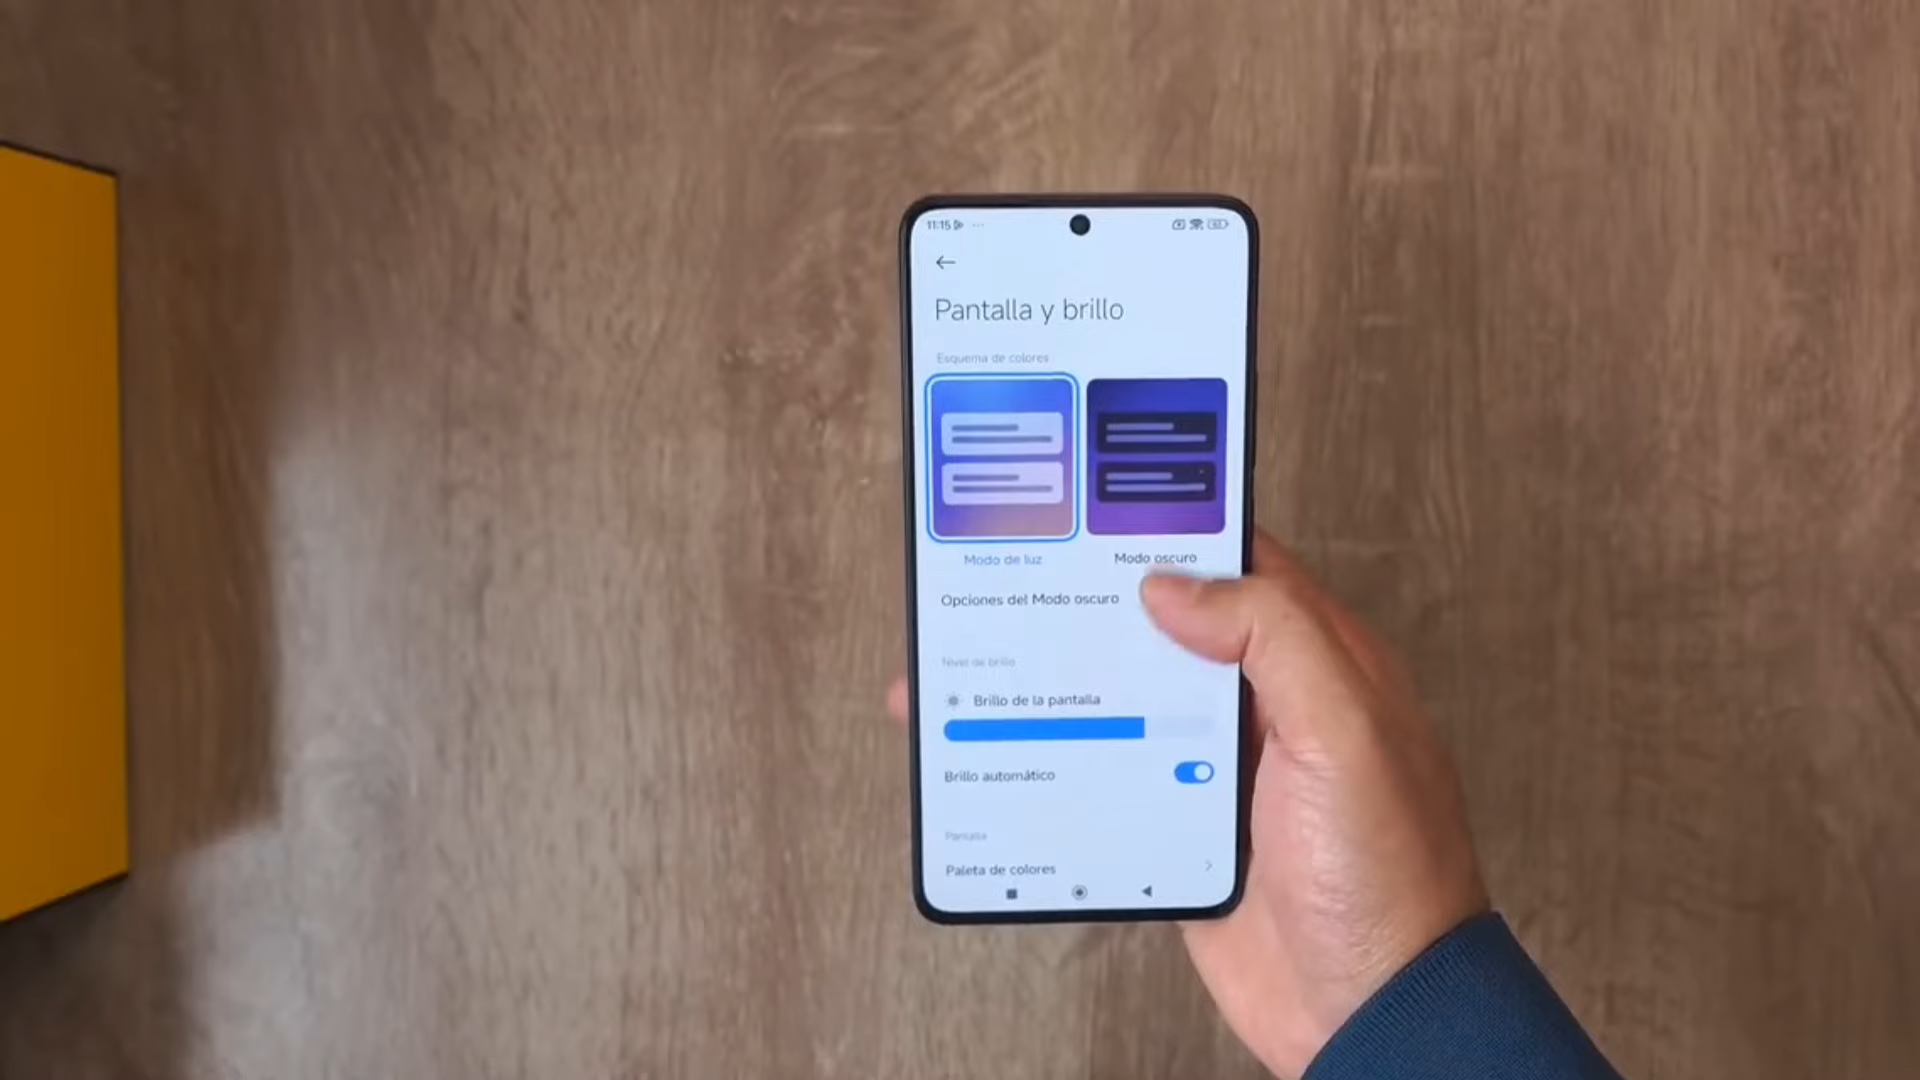 11:15
Pantalla y brillo
Esquema de colores
Modo de luz
Modo oscuro
Opciones del Modo oscuro
Nivel de brillo
Brillo de la pantalla
Brillo automático
Pantalla
Paleta de colores